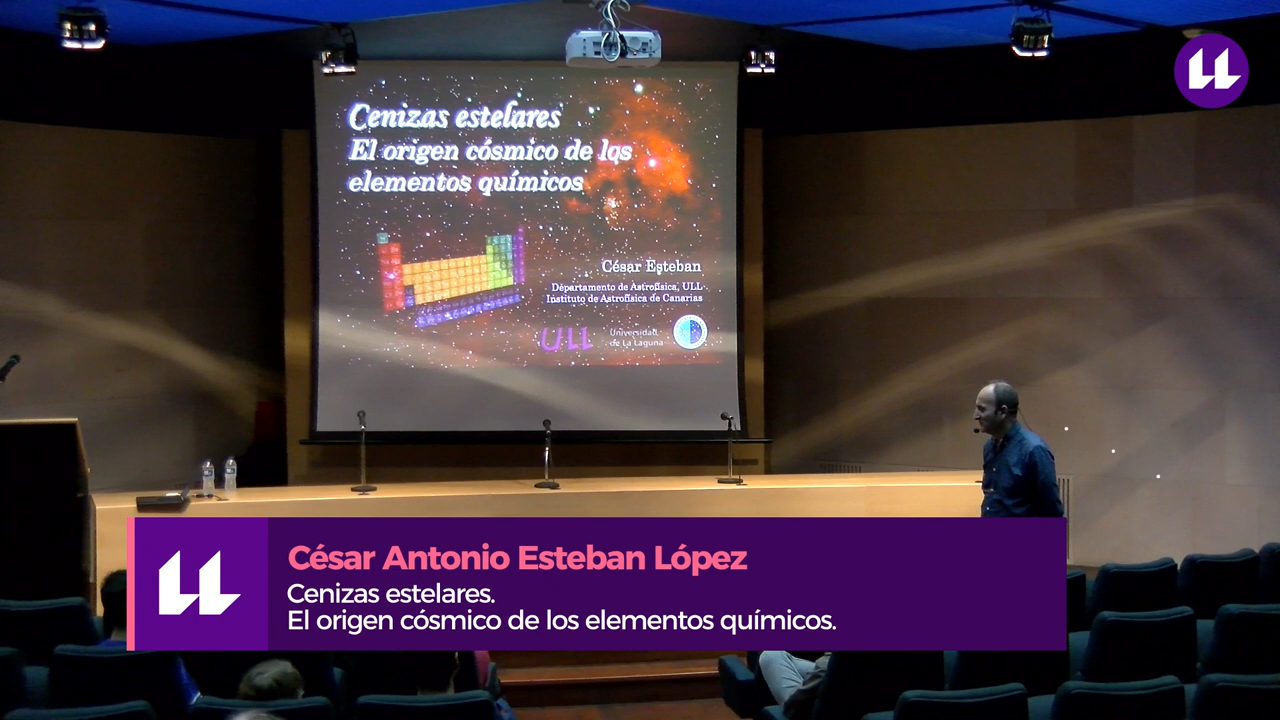 Cenizas estelares
El origen cósmico de los
elementos químicos
César Esteban
Departamento de Astrofísica, ULL
Instituto de Astrofísica de Canarias
ULL
Universidad
de La Laguna
César Antonio Esteban López
Cenizas estelares.
El origen cósmico de los elementos químicos.